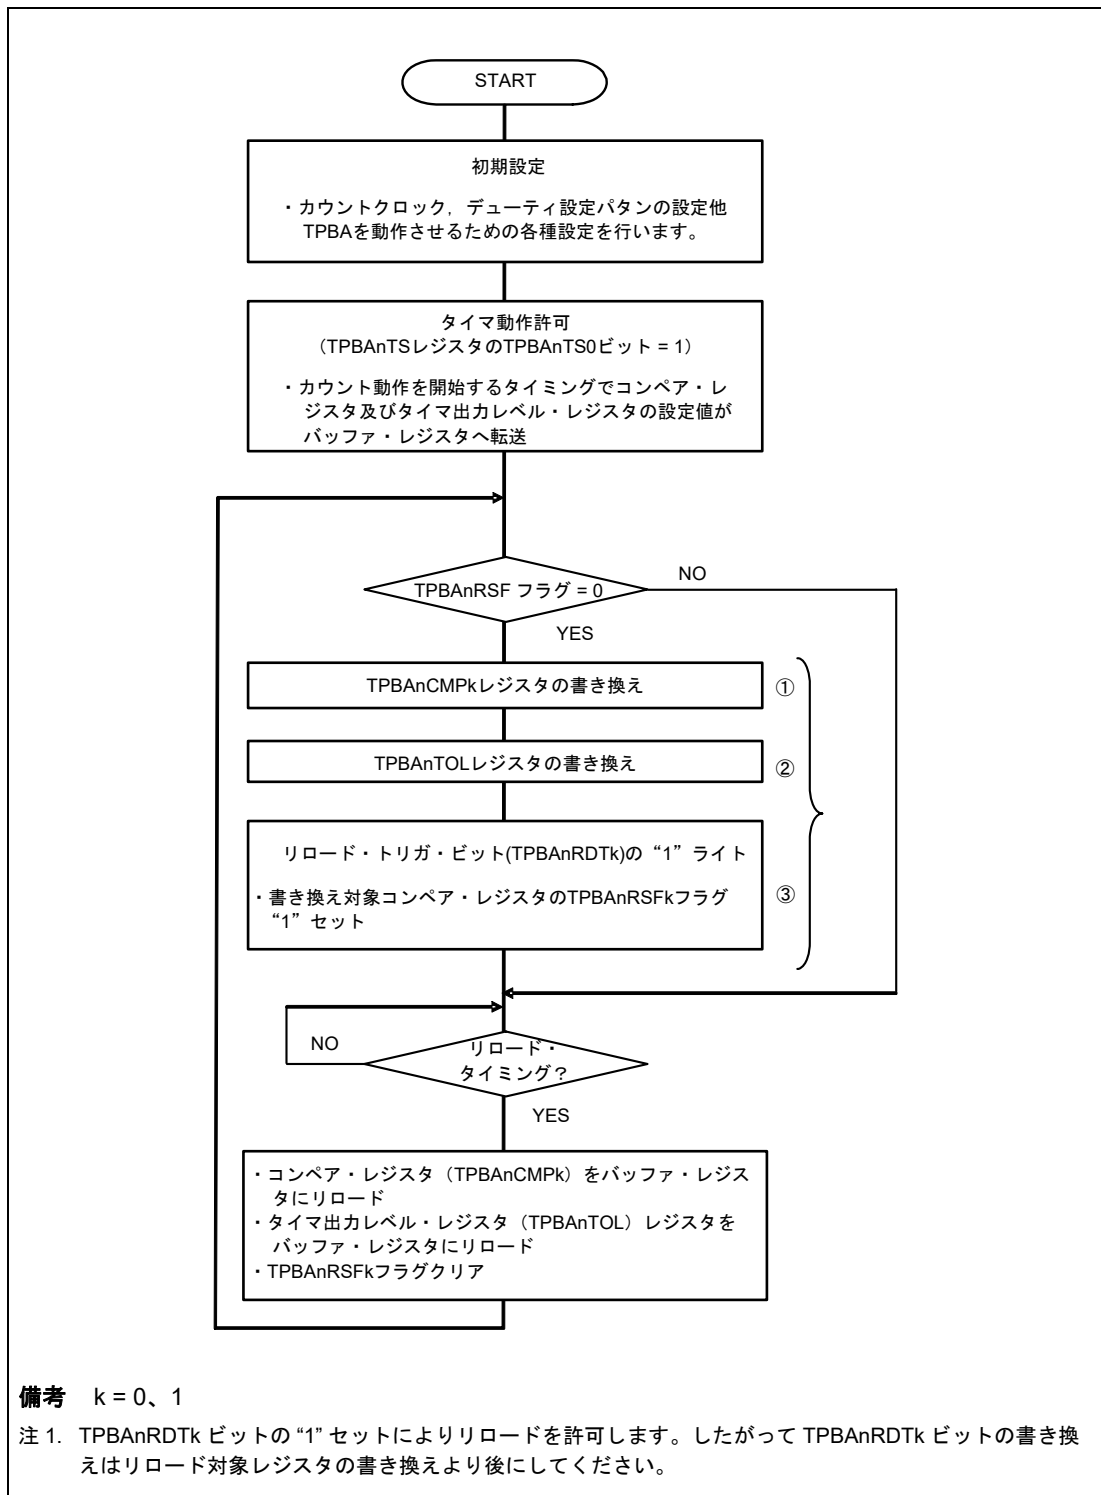 START
初期設定
・カウントクロック，デューティ設定パタンの設定他
TPBAを動作させるための各種設定を行います。
タイマ動作許可
（TPBAnTSレジスタのTPBAnTS0ビット = 1）
・カウント動作を開始するタイミングでコンペア・レ
ジスタ及びタイマ出力レベル・レジスタの設定値が
バッファ・レジスタへ転送
TPBAnRSF フラグ = 0
NO
YES
TPBAnCMPkレジスタの書き換え
①
TPBAnTOLレジスタの書き換え
②
リロード・トリガ・ビット(TPBAnRDTk)の“1”ライト
・書き換え対象コンペア・レジスタのTPBAnRSFkフラグ
“1”セット
③
NO
リロード・
タイミング？
YES
・コンペア・レジスタ（TPBAnCMPk）をバッファ・レジス
タにリロード
・タイマ出力レベル・レジスタ（TPBAnTOL）レジスタを
バッファ・レジスタにリロード
・TPBAnRSFkフラグクリア
備考 k = 0、1
注 1. TPBAnRDTk ビットの “1” セットによりリロードを許可します。したがって TPBAnRDTk ビットの書き換
えはリロード対象レジスタの書き換えより後にしてください。